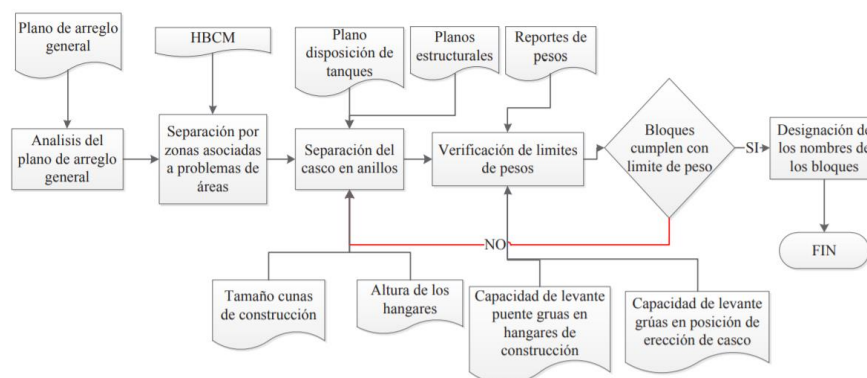 Plano de arreglo
general
HBCM
Plano
disposición de
tanques
Planos
estructurales
Reportes de
pesos
Analisis del
plano de arreglo
general
Separación por
zonas asociadas
a problemas de
áreas
Separación del
casco en anillos
Verificación de limites
de pesos
Bloques
cumplen con
limite de peso
SI
Designación de
los nombres de
los bloques
NO
FIN
Tamaño cunas
de construcción
Altura de los
hangares
Capacidad de levante
puente gruas en
hangares de
construcción
Capacidad de levante
grúas en posición de
erección de casco